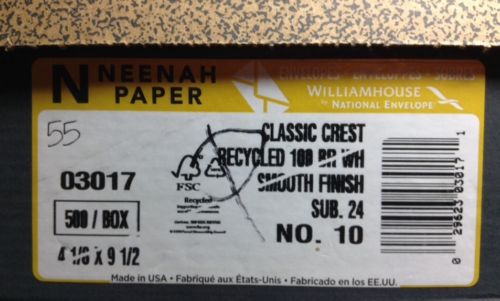 N NEENAH PAPER
ENVELOPES · ENVELOPPES · SOBRES
WILLIAMHOUSE
by NATIONAL ENVELOPE
55
CLASSIC CREST
RECYCLED 100 BR WH
SMOOTH FINISH
SUB. 24
NO. 10
03017
500 / BOX
4 1/8 X 9 1/2
FSC
Recycled
0 29623 03017 1
Made in USA • Fabriqué aux États-Unis • Fabricado en los EE.UU.